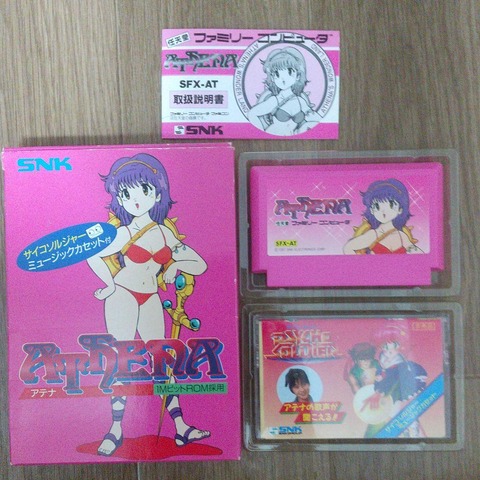 任天堂 ファミリー コンピュータ
ATHENA
SFX-AT
取扱説明書
SNK
SNK
サイコソルジャー
ミュージックカセット付
ATHENA
アテナ
1MビットROM採用
ATHENA
ファミリー コンピュータ
SFX-AT
PSYCHO SOLDIER
アテナの歌声が
聞こえる!!
SNK